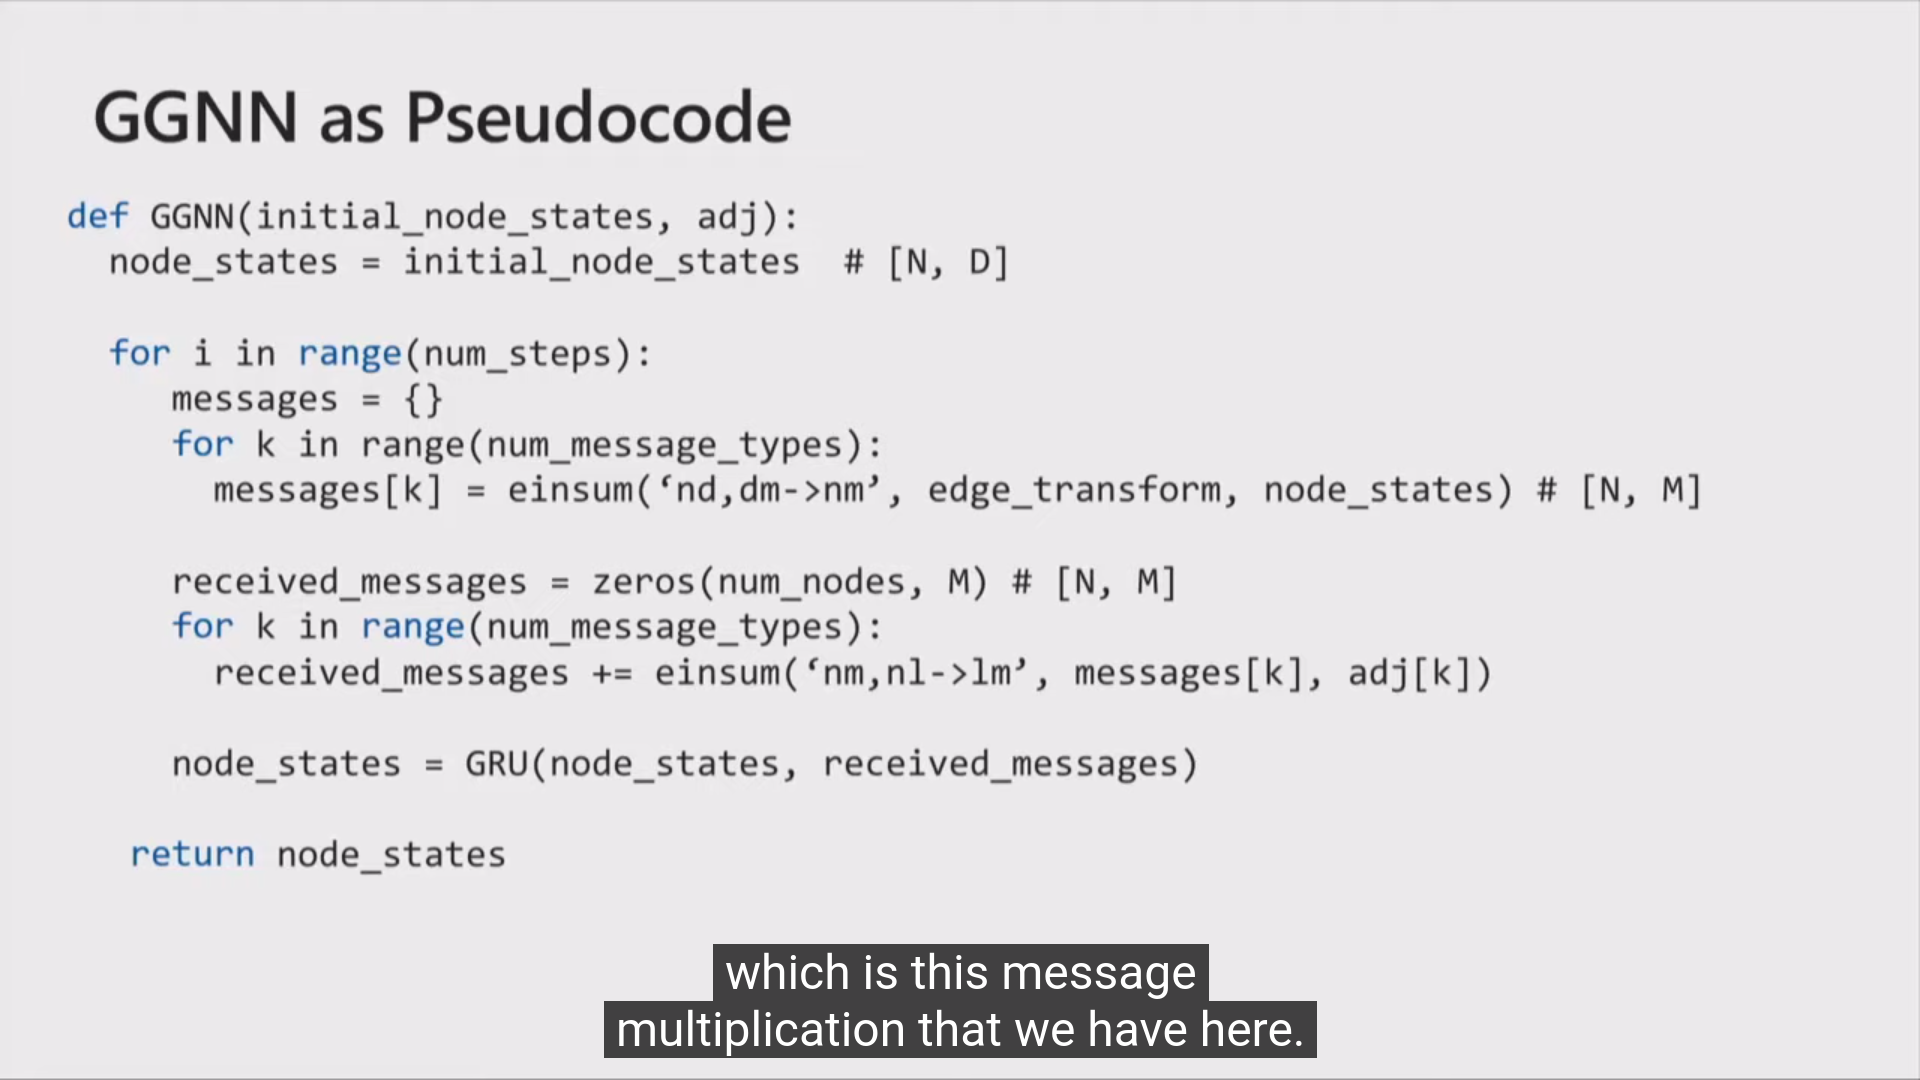 GGNN as Pseudocode
def GGNN(initial_node_states, adj):
node_states = initial_node_states # [N, D]
for i in range(num_steps):
messages = {}
for k in range(num_message_types):
messages[k] = einsum(‘nd,dm->nm’, edge_transform, node_states) # [N, M]
received_messages = zeros(num_nodes, M) # [N, M]
for k in range(num_message_types):
received_messages += einsum(‘nm,nl->lm’, messages[k], adj[k])
node_states = GRU(node_states, received_messages)
return node_states
which is this message
multiplication that we have here.